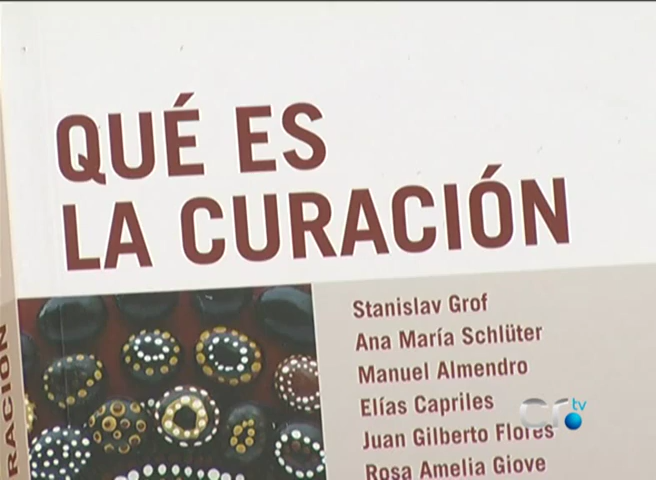 QUÉ ES
LA CURACIÓN
Stanislav Grof
Ana María Schlüter
Manuel Almendro
Elías Capriles
Juan Gilberto Flores
Rosa Amelia Giove
RACIÓN
crtv